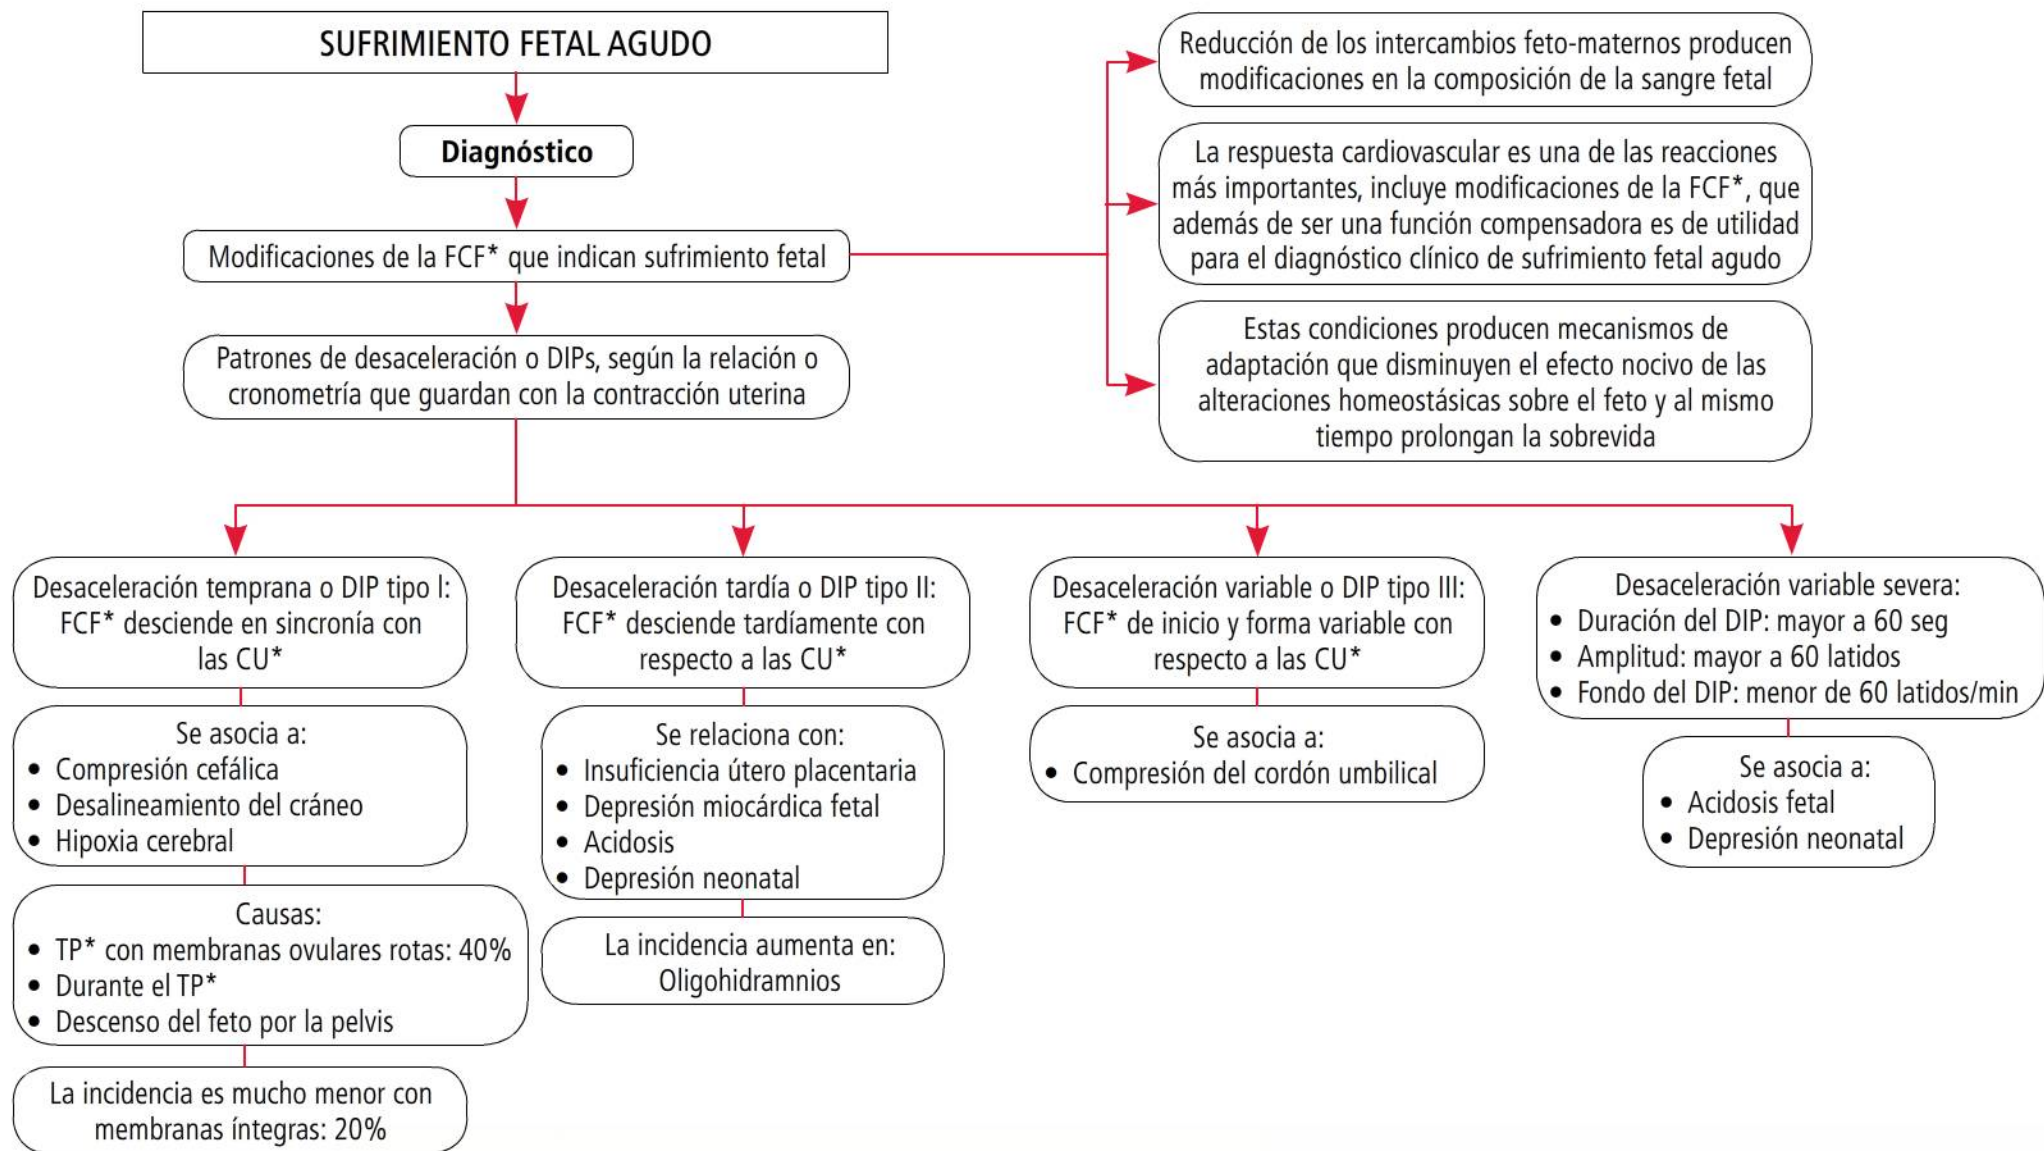 SUFRIMIENTO FETAL AGUDO
Diagnóstico
Modificaciones de la FCF* que indican sufrimiento fetal
Patrones de desaceleración o DIPs, según la relación o
cronometría que guardan con la contracción uterina
Reducción de los intercambios feto-maternos producen
modificaciones en la composición de la sangre fetal
La respuesta cardiovascular es una de las reacciones
más importantes, incluye modificaciones de la FCF*, que
además de ser una función compensadora es de utilidad
para el diagnóstico clínico de sufrimiento fetal agudo
Estas condiciones producen mecanismos de
adaptación que disminuyen el efecto nocivo de las
alteraciones homeostásicas sobre el feto y al mismo
tiempo prolongan la sobrevida
Desaceleración temprana o DIP tipo I:
FCF* desciende en sincronía con
las CU*
Se asocia a:
• Compresión cefálica
• Desalineamiento del cráneo
• Hipoxia cerebral
Causas:
• TP* con membranas ovulares rotas: 40%
• Durante el TP*
• Descenso del feto por la pelvis
La incidencia es mucho menor con
membranas íntegras: 20%
Desaceleración tardía o DIP tipo II:
FCF* desciende tardíamente con
respecto a las CU*
Se relaciona con:
• Insuficiencia útero placentaria
• Depresión miocárdica fetal
• Acidosis
• Depresión neonatal
La incidencia aumenta en:
Oligohidramnios
Desaceleración variable o DIP tipo III:
FCF* de inicio y forma variable con
respecto a las CU*
Se asocia a:
• Compresión del cordón umbilical
Desaceleración variable severa:
• Duración del DIP: mayor a 60 seg
• Amplitud: mayor a 60 latidos
• Fondo del DIP: menor de 60 latidos/min
Se asocia a:
• Acidosis fetal
• Depresión neonatal